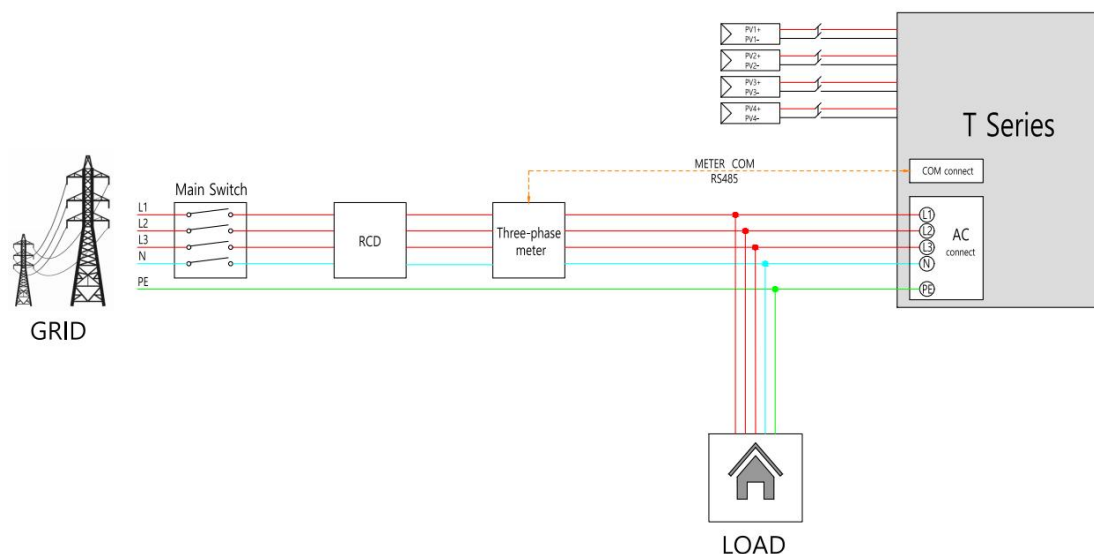 PV1+
PV1-
PV2+
PV2-
PV3+
PV3-
PV4+
PV4-
T Series
METER COM
RS485
COM connect
Main Switch
L1
L2
L3
N
PE
RCD
Three-phase
meter
L1
L2
L3
N
PE
AC
connect
GRID
LOAD